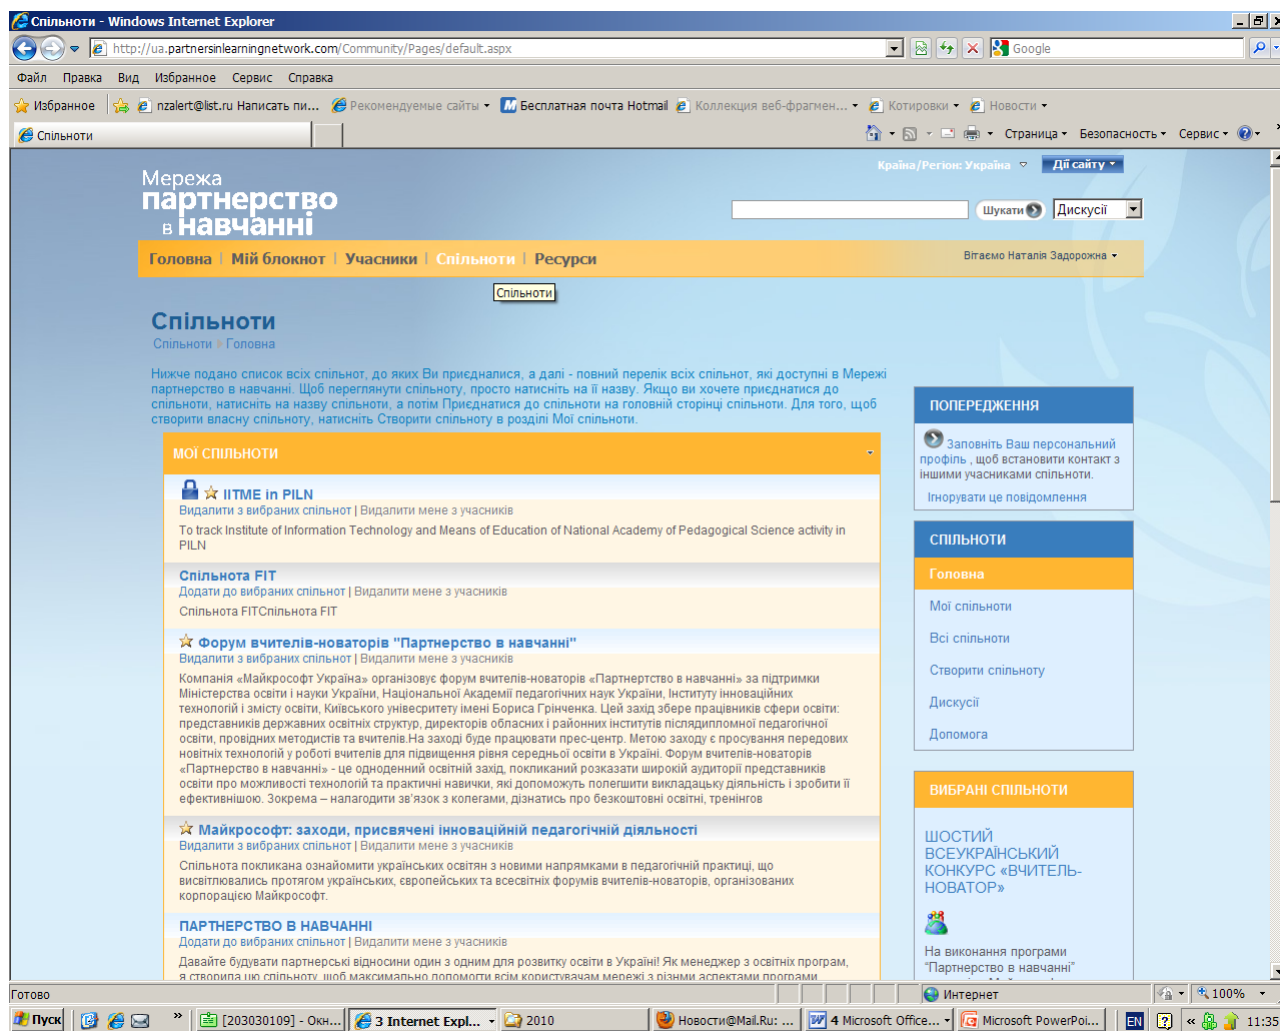 Спільноти - Windows Internet Explorer
http://ua.partnersinlearningnetwork.com/Community/Pages/default.aspx
Google
Файл Правка Вид Избранное Сервис Справка
Избранное nzalert@list.ru Написать пи... Рекомендуемые сайты Бесплатная почта Hotmail Коллекция веб-фрагмен... Котировки Новости
Спільноти
Страница Безопасность Сервис
Країна/Регіон: Україна Дії сайту
Мережа
партнерство
в навчанні
Шукати Дискусії
Головна | Мій блокнот | Учасники | Спільноти | Ресурси
Вітаємо Наталія Задорожна
Спільноти
Спільноти
Спільноти Головна
Нижче подано список всіх спільнот, до яких Ви приєдналися, а далі - повний перелік всіх спільнот, які доступні в Мережі
партнерство в навчанні. Щоб переглянути спільноту, просто натисніть на її назву. Якщо ви хочете приєднатися до
спільноти, натисніть на назву спільноти, а потім Приєднатися до спільноти на головній сторінці спільноти. Для того, щоб
створити власну спільноту, натисніть Створити спільноту в розділі Мої спільноти.
МОЇ СПІЛЬНОТИ
IITME in PILN
Видалити з вибраних спільнот | Видалити мене з учасників
To track Institute of Information Technology and Means of Education of National Academy of Pedagogical Science activity in
PILN
Спільнота FIT
Додати до вибраних спільнот | Видалити мене з учасників
Спільнота FITСпільнота FIT
Форум вчителів-новаторів "Партнерство в навчанні"
Видалити з вибраних спільнот | Видалити мене з учасників
Компанія «Майкрософт Україна» організовує форум вчителів-новаторів «Партнертство в навчанні» за підтримки
Міністерства освіти і науки України, Національної Академії педагогічних наук України, Інституту інноваційних
технологій і змісту освіти, Київського унівесритету імені Бориса Грінченка. Цей захід збере працівників сфери освіти:
представників державних освітніх структур, директорів обласних і районних інститутів післядипломної педагогічної
освіти, провідних методистів та вчителів.На заході буде працювати прес-центр. Метою заходу є просування передових
новітніх технологій у роботі вчителів для підвищення рівня середньої освіти в Україні. Форум вчителів-новаторів
«Партнерство в навчанні» - це одноденний освітній захід, покликаний розказати широкій аудиторії представників
освіти про можливості технологій та практичні навички, які допоможуть полегшити викладацьку діяльність і зробити її
ефективнішою. Зокрема – налагодити зв'язок з колегами, дізнатись про безкоштовні освітні, тренінгов
Майкрософт: заходи, присвячені інноваційній педагогічній діяльності
Видалити з вибраних спільнот | Видалити мене з учасників
Спільнота покликана ознайомити українських освітян з новими напрямками в педагогічній практиці, що
висвітлювались протягом українських, європейських та всесвітніх форумів вчителів-новаторів, організованих
корпорацією Майкрософт.
ПАРТНЕРСТВО В НАВЧАННІ
Додати до вибраних спільнот | Видалити мене з учасників
Давайте будувати партнерські відносини один з одним для розвитку освіти в Україні! Як менеджер з освітніх програм,
я створила цю спільноту, щоб максимально допомогти всім користувачам мережі з різними аспектами програми
ПОПЕРЕДЖЕННЯ
Заповніть Ваш персональний
профіль , щоб встановити контакт з
іншими учасниками спільноти.
Ігнорувати це повідомлення
СПІЛЬНОТИ
Головна
Мої спільноти
Всі спільноти
Створити спільноту
Дискусії
Допомога
ВИБРАНІ СПІЛЬНОТИ
ШОСТИЙ
ВСЕУКРАЇНСЬКИЙ
КОНКУРС «ВЧИТЕЛЬ-
НОВАТОР»
На виконання програми
"Партнерство в навчанні"
Готово Интернет 100%
Пуск » [203030109] - Окн... 3 Internet Expl... 2010 Новости@Mail.Ru: ... 4 Microsoft Office... Microsoft PowerPoi... EN « 11:35